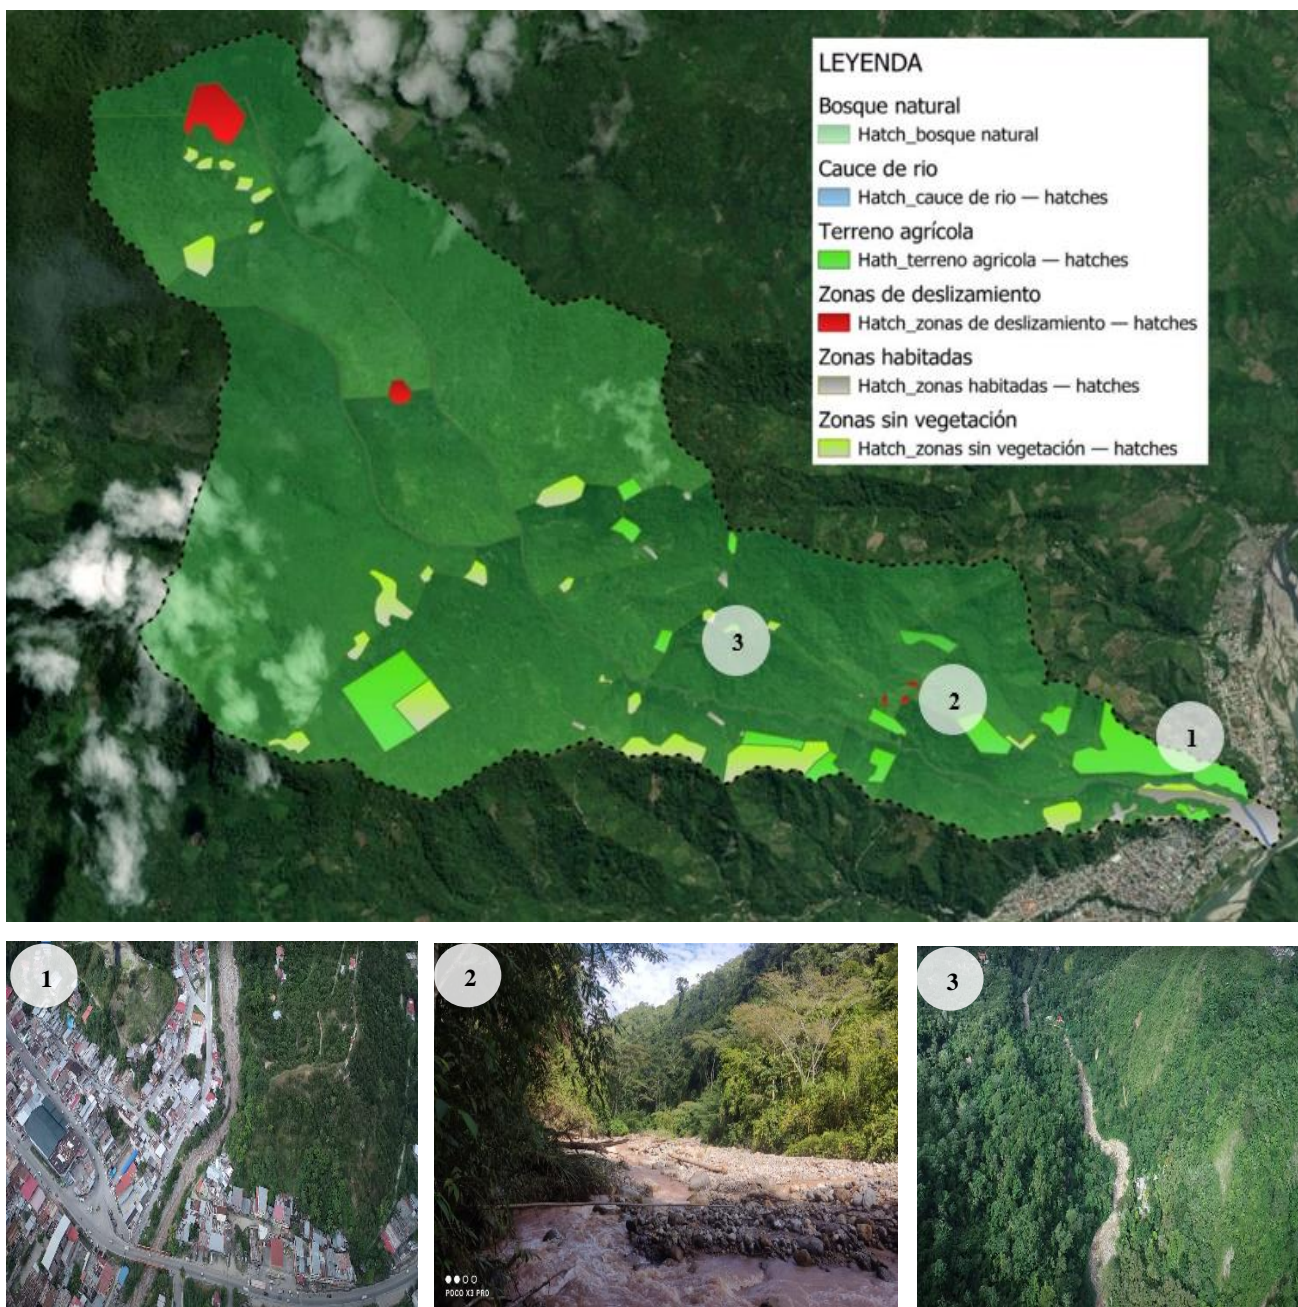 LEYENDA
Bosque natural
Hatch_bosque natural
Cauce de rio
Hatch_cauce de rio — hatches
Terreno agrícola
Hath_terreno agricola — hatches
Zonas de deslizamiento
Hatch_zonas de deslizamiento — hatches
Zonas habitadas
Hatch_zonas habitadas — hatches
Zonas sin vegetación
Hatch_zonas sin vegetación — hatches
3
2
1
1
2
3
POCO X3 PRO